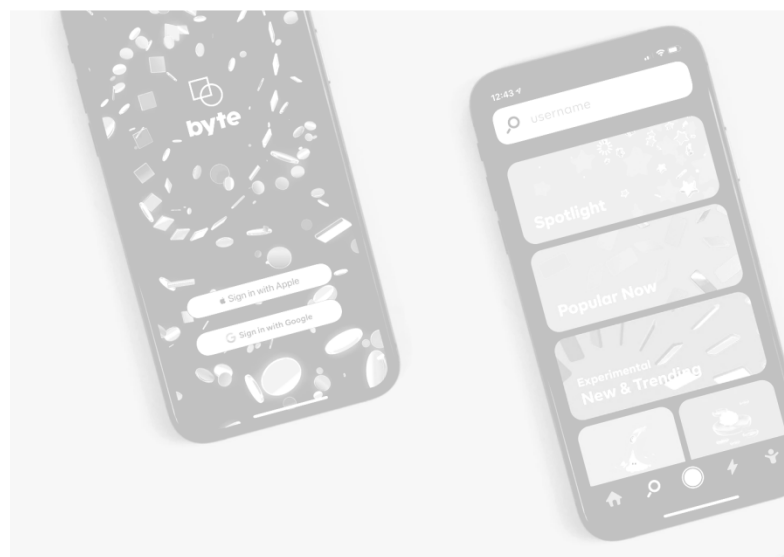 byte
Sign in with Apple
Sign in with Google
12:43
username
Spotlight
Popular Now
Experimental
New & Trending